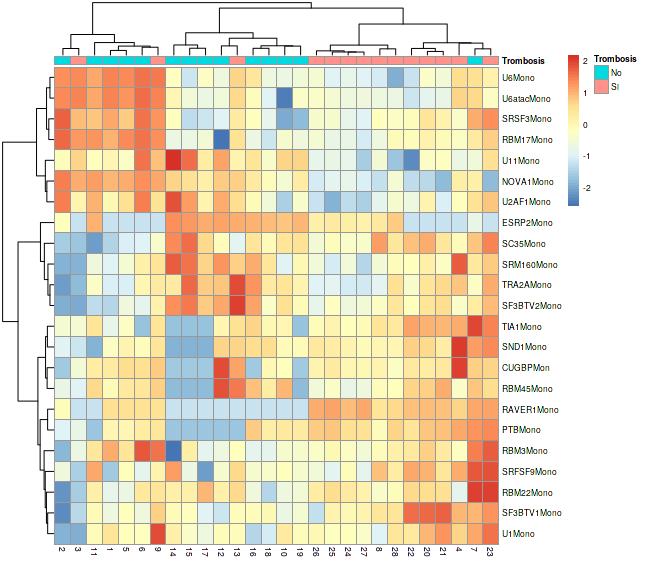 Trombosis
U6Mono
U6atacMono
SRSF3Mono
RBM17Mono
U11Mono
NOVA1Mono
U2AF1Mono
ESRP2Mono
SC35Mono
SRM160Mono
TRA2AMono
SF3BTV2Mono
TIA1Mono
SND1Mono
CUGBPMon
RBM45Mono
RAVER1Mono
PTBMono
RBM3Mono
SRFSF9Mono
RBM22Mono
SF3BTV1Mono
U1Mono
2 3 11 1 5 6 9 14 15 17 12 13 16 18 10 19 26 25 24 27 8 28 22 20 21 4 7 23
2
1
0
-1
-2
Trombosis
No
SI